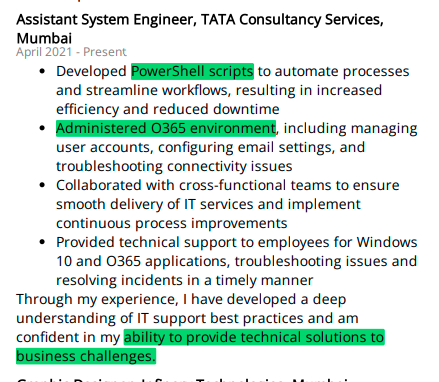 Assistant System Engineer, TATA Consultancy Services,
Mumbai
April 2021 - Present
• Developed PowerShell scripts to automate processes
and streamline workflows, resulting in increased
efficiency and reduced downtime
• Administered O365 environment, including managing
user accounts, configuring email settings, and
troubleshooting connectivity issues
• Collaborated with cross-functional teams to ensure
smooth delivery of IT services and implement
continuous process improvements
• Provided technical support to employees for Windows
10 and O365 applications, troubleshooting issues and
resolving incidents in a timely manner
Through my experience, I have developed a deep
understanding of IT support best practices and am
confident in my ability to provide technical solutions to
business challenges.